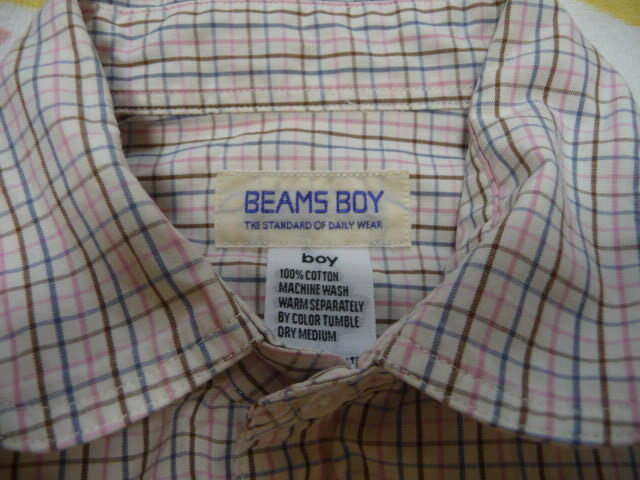 BEAMS BOY
THE STANDARD OF DAILY WEAR
boy
100% COTTON
MACHINE WASH
WARM SEPARATELY
BY COLOR TUMBLE
DRY MEDIUM